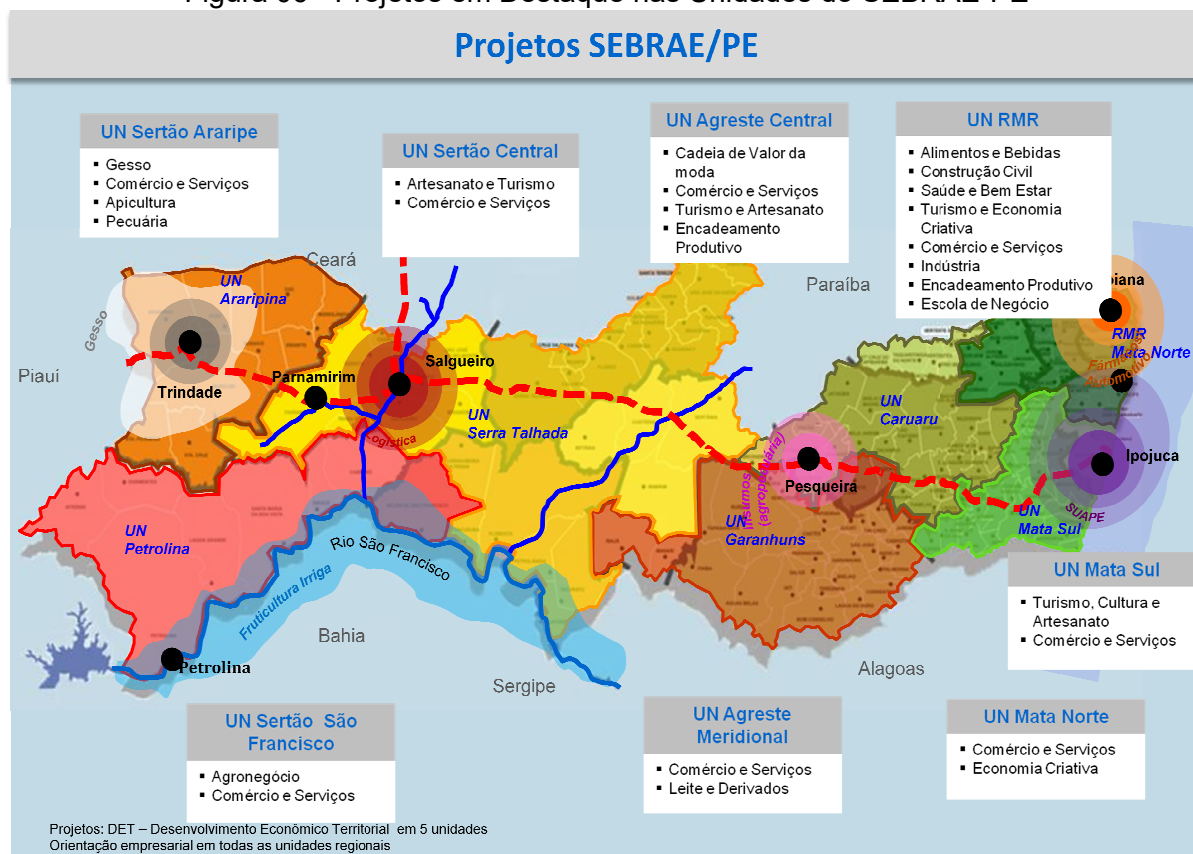 Projetos SEBRAE/PE
UN Sertão Araripe
▪ Gesso
▪ Comércio e Serviços
▪ Apicultura
▪ Pecuária
UN Sertão Central
▪ Artesanato e Turismo
▪ Comércio e Serviços
UN Agreste Central
▪ Cadeia de Valor da
moda
▪ Comércio e Serviços
▪ Turismo e Artesanato
▪ Encadeamento
Produtivo
UN RMR
▪ Alimentos e Bebidas
▪ Construção Civil
▪ Saúde e Bem Estar
▪ Turismo e Economia
Criativa
▪ Comércio e Serviços
▪ Indústria
▪ Encadeamento Produtivo
▪ Escola de Negócio
Ceará
Paraíba
Piauí
Gesso
UN
Araripina
Trindade
Parnamirim
Salgueiro
Logística
UN
Serra Talhada
UN
Caruaru
RMR
Mata Norte
Automotivo
Ipojuca
SUAPE
Pesqueira
Insumos
(agropecuária)
UN
Garanhuns
UN
Mata Sul
UN
Petrolina
Rio São Francisco
Fruticultura Irriga
Petrolina
Bahia
Sergipe
Alagoas
UN Mata Sul
▪ Turismo, Cultura e
Artesanato
▪ Comércio e Serviços
UN Sertão São
Francisco
▪ Agronegócio
▪ Comércio e Serviços
UN Agreste
Meridional
▪ Comércio e Serviços
▪ Leite e Derivados
UN Mata Norte
▪ Comércio e Serviços
▪ Economia Criativa
Projetos: DET – Desenvolvimento Econômico Territorial em 5 unidades
Orientação empresarial em todas as unidades regionais